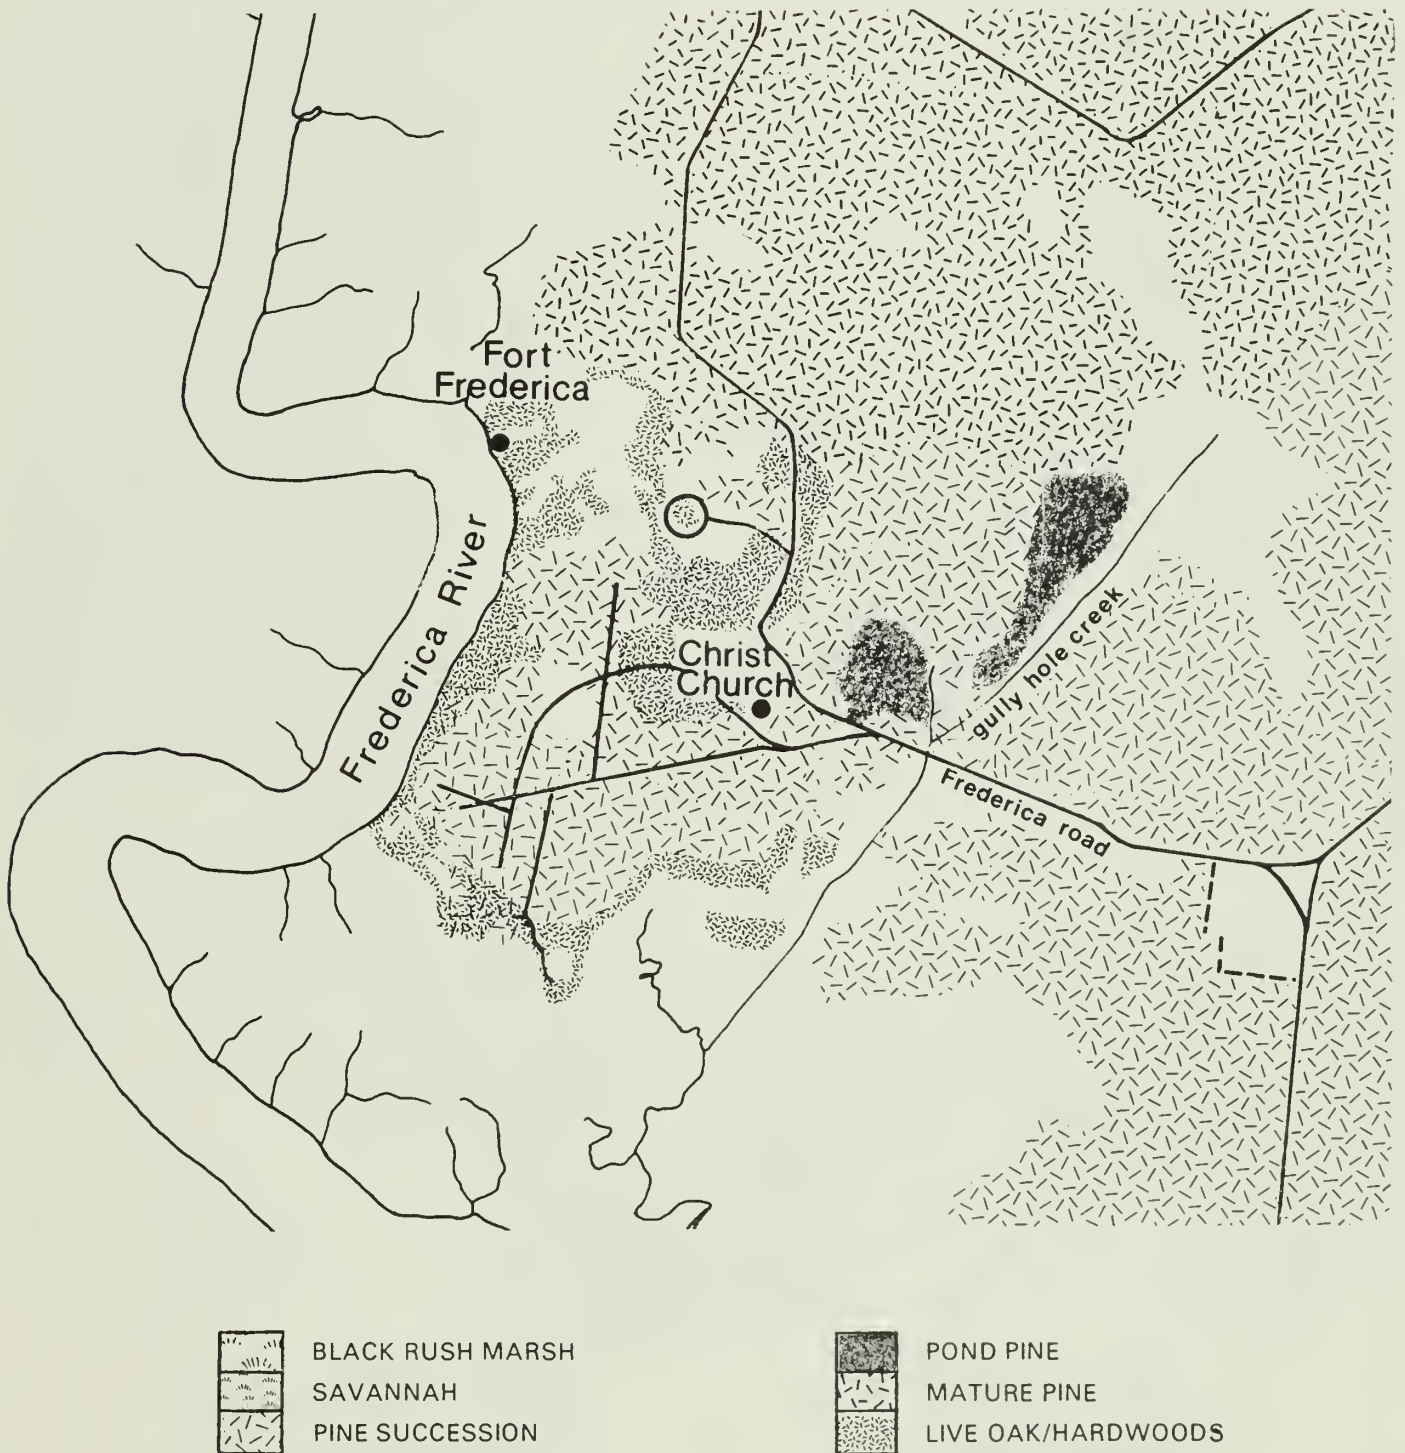 Fort
Frederica
Frederica River
Christ
Church
gully hole creek
Frederica road
BLACK RUSH MARSH
SAVANNAH
PINE SUCCESSION
POND PINE
MATURE PINE
LIVE OAK/HARDWOODS